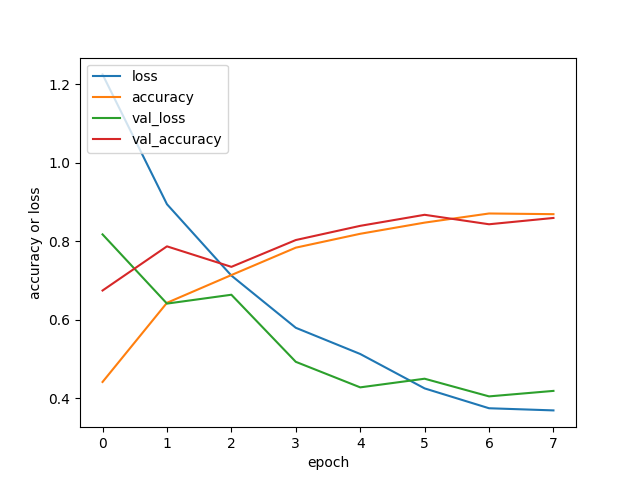 loss
accuracy
val_loss
val_accuracy
accuracy or loss
1.2
1.0
0.8
0.6
0.4
0 1 2 3 4 5 6 7
epoch